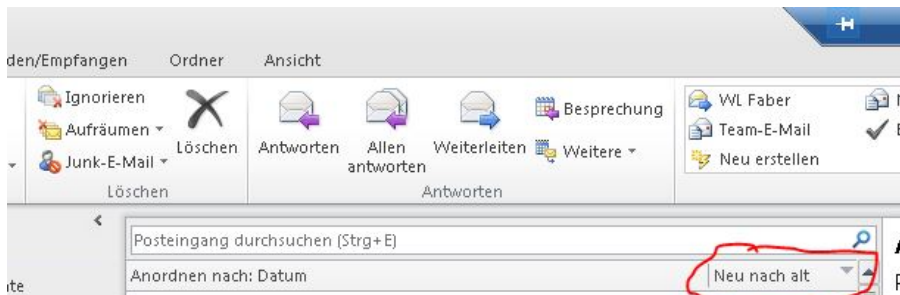 den/Empfangen Ordner Ansicht
Ignorieren
Aufräumen
Junk-E-Mail
Löschen
Antworten
Allen
antworten
Weiterleiten
Besprechung
Weitere
WL Faber
Team-E-Mail
Neu erstellen
Löschen
Antworten
Posteingang durchsuchen (Strg+E)
Anordnen nach: Datum Neu nach alt